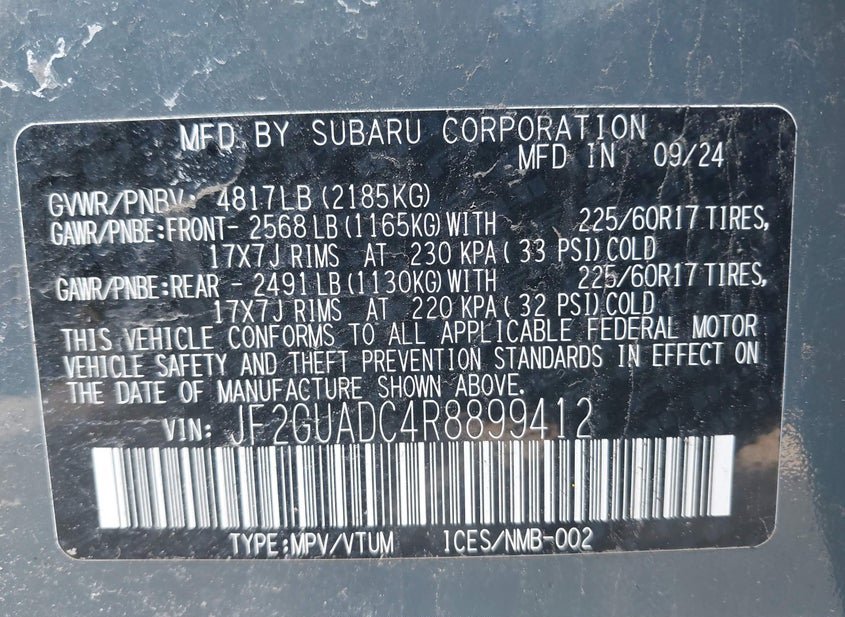 MFD BY SUBARU CORPORATION
MFD IN 09/24
GVWR/PNBV: 4817LB (2185KG)
GAWR/PNBE:FRONT- 2568 LB (1165KG) WITH 225/60R17 TIRES,
17X7J RIMS AT 230 KPA ( 33 PSI) COLD
GAWR/PNBE:REAR - 2491 LB (1130KG) WITH 225/60R17 TIRES,
17X7J RIMS AT 220 KPA ( 32 PSI) COLD
THIS VEHICLE CONFORMS TO ALL APPLICABLE FEDERAL MOTOR
VEHICLE SAFETY AND THEFT PREVENTION STANDARDS IN EFFECT ON
THE DATE OF MANUFACTURE SHOWN ABOVE.
VIN: JF2GUADC4R8899412
TYPE:MPV/VTUM ICES/NMB-002